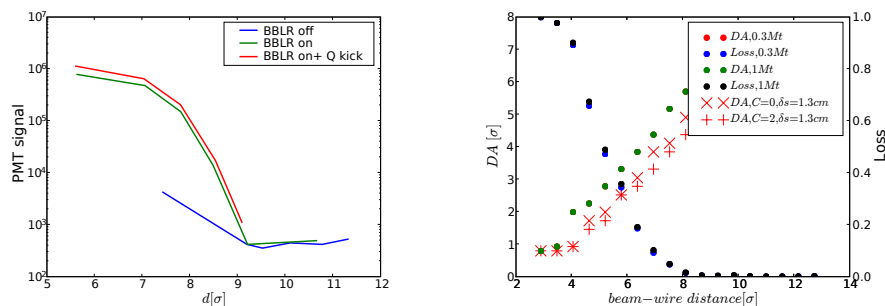 BBLR off
BBLR on
BBLR on+ Q kick
10^6
10^5
10^4
10^3
10^2
10^7
PMT signal
5 6 7 8 9 10 11 12
d[σ]
DA,0.3Mt
Loss,0.3Mt
DA,1Mt
Loss,1Mt
DA,C=0,δs=1.3cm
DA,C=2,δs=1.3cm
8
7
6
5
4
3
2
1
0
DA [σ]
1.0
0.8
0.6
0.4
0.2
0.0
Loss
2 4 6 8 10 12 14
beam−wire distance[σ]